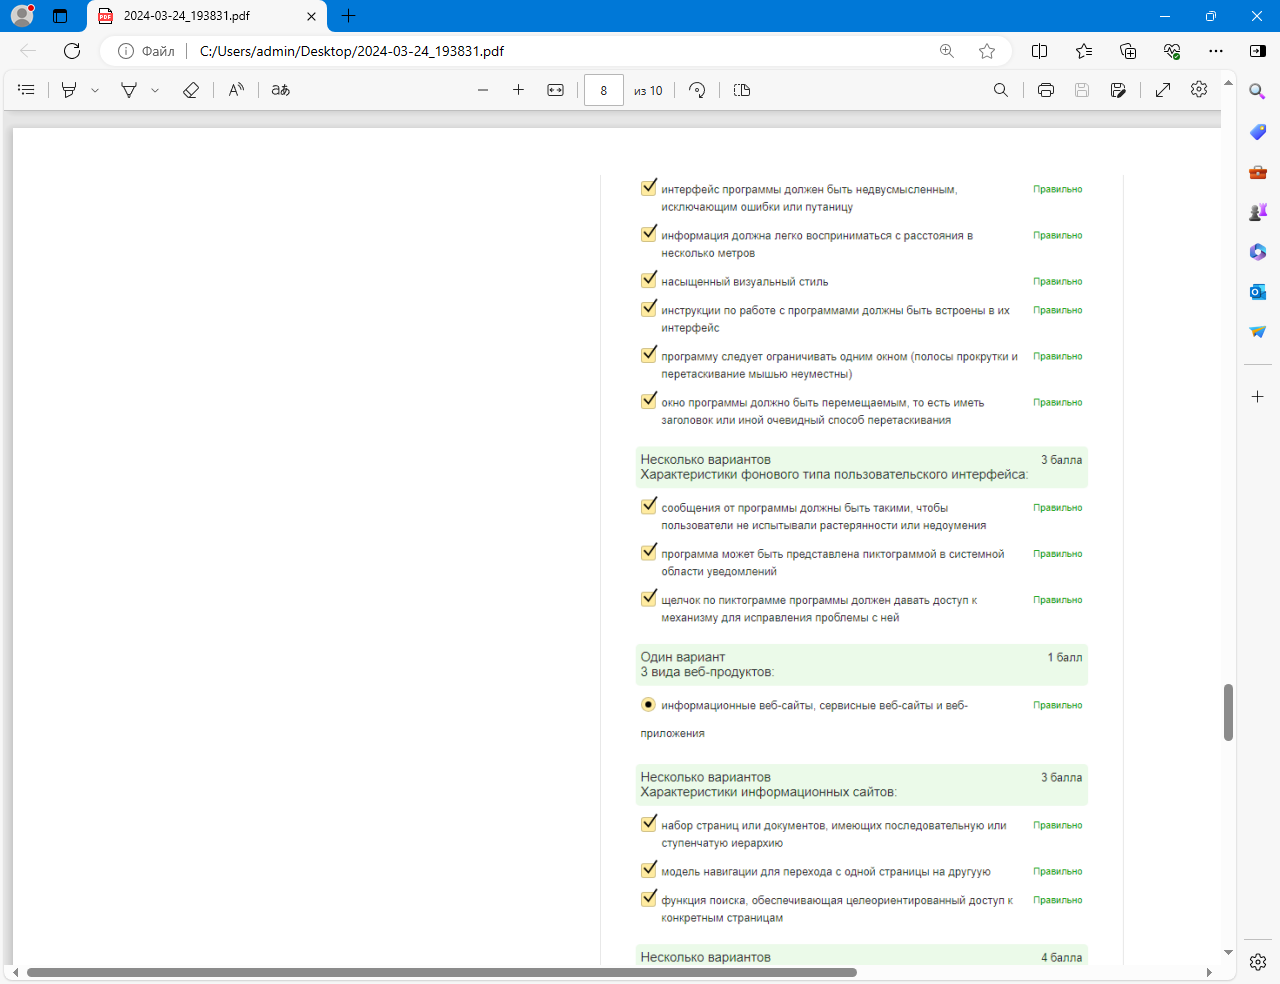 2024-03-24_193831.pdf
Файл
C:/Users/admin/Desktop/2024-03-24_193831.pdf
8 из 10
интерфейс программы должен быть недвусмысленным, Правильно
исключающим ошибки или путаницу
информация должна легко восприниматься с расстояния в Правильно
несколько метров
насыщенный визуальный стиль Правильно
инструкции по работе с программами должны быть встроены в их Правильно
интерфейс
программу следует ограничивать одним окном (полосы прокрутки и Правильно
перетаскивание мышью неуместны)
окно программы должно быть перемещаемым, то есть иметь Правильно
заголовок или иной очевидный способ перетаскивания
Несколько вариантов 3 балла
Характеристики фонового типа пользовательского интерфейса:
сообщения от программы должны быть такими, чтобы Правильно
пользователи не испытывали растерянности или недоумения
программа может быть представлена пиктограммой в системной Правильно
области уведомлений
щелчок по пиктограмме программы должен давать доступ к Правильно
механизму для исправления проблемы с ней
Один вариант 1 балл
3 вида веб-продуктов:
информационные веб-сайты, сервисные веб-сайты и веб- Правильно
приложения
Несколько вариантов 3 балла
Характеристики информационных сайтов:
набор страниц или документов, имеющих последовательную или Правильно
ступенчатую иерархию
модель навигации для перехода с одной страницы на другуую Правильно
функция поиска, обеспечивающая целеориентированный доступ к Правильно
конкретным страницам
Несколько вариантов 4 балла